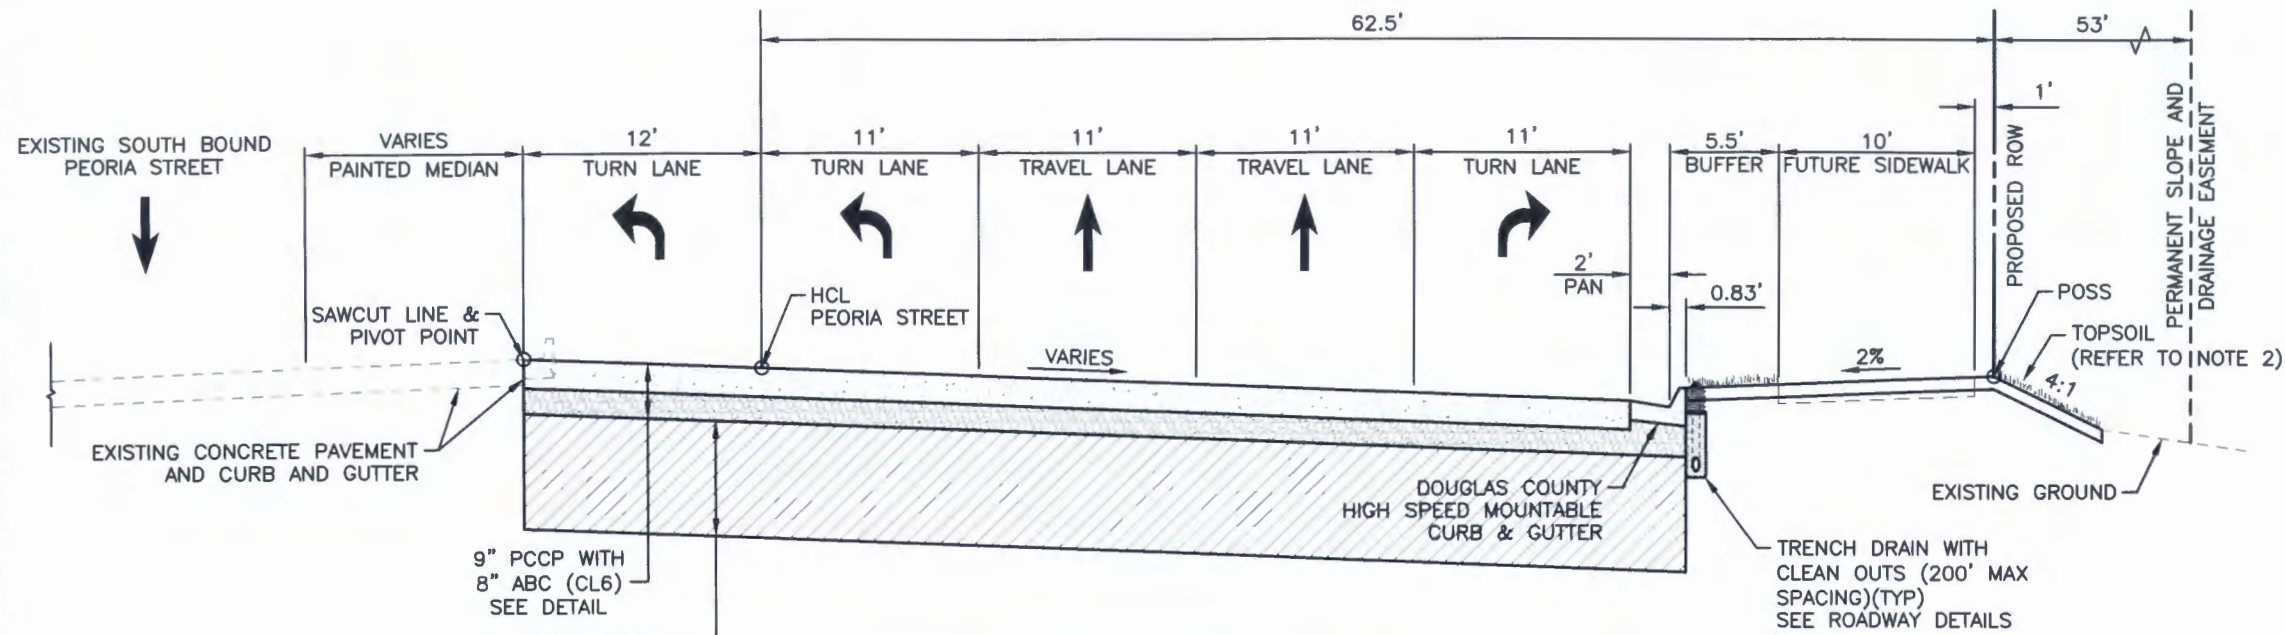 62.5'
53'
1'
EXISTING SOUTH BOUND
PEORIA STREET
VARIES
PAINTED MEDIAN
12'
TURN LANE
11'
TURN LANE
11'
TRAVEL LANE
11'
TRAVEL LANE
11'
TURN LANE
5.5'
BUFFER
10'
FUTURE SIDEWALK
PROPOSED ROW
PERMANENT SLOPE AND
DRAINAGE EASEMENT
2'
PAN
0.83'
SAWCUT LINE &
PIVOT POINT
HCL
PEORIA STREET
VARIES
2%
POSS
TOPSOIL
(REFER TO NOTE 2)
4:1
EXISTING CONCRETE PAVEMENT
AND CURB AND GUTTER
DOUGLAS COUNTY
HIGH SPEED MOUNTABLE
CURB & GUTTER
EXISTING GROUND
9" PCCP WITH
8" ABC (CL6)
SEE DETAIL
TRENCH DRAIN WITH
CLEAN OUTS (200' MAX
SPACING)(TYP)
SEE ROADWAY DETAILS